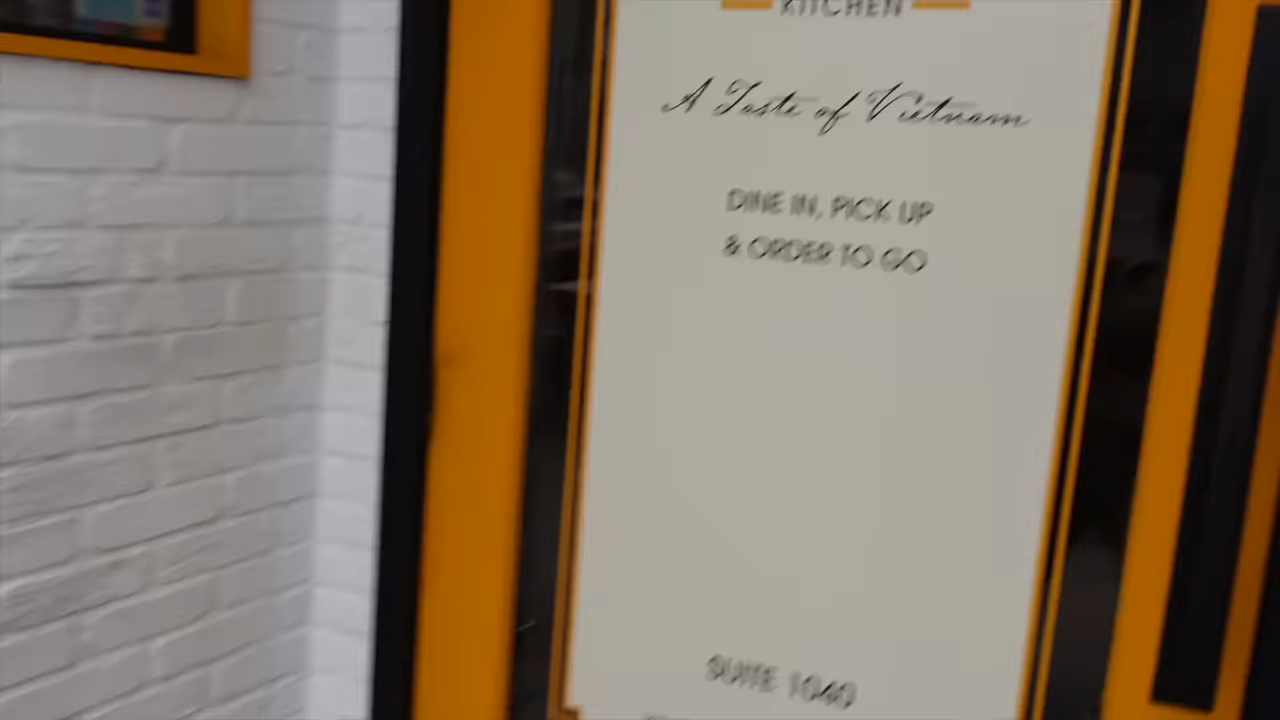 KITCHEN
A Taste of Vietnam
DINE IN, PICK UP
& ORDER TO GO
SUITE 1040